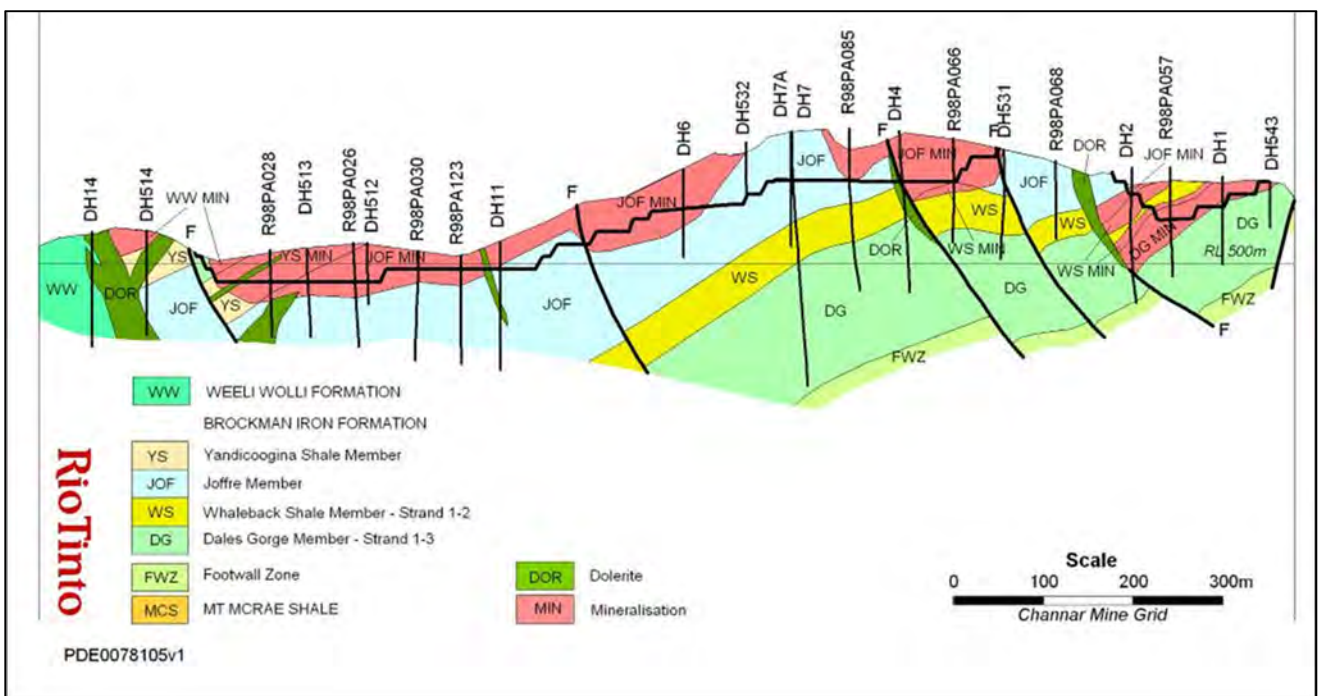 DH14
DH514
WW MIN
R98PA028
DH513
R98PA026
DH512
R98PA030
R98PA123
DH11
F
DH6
DH532
DH7A
DH7
R98PA085
F
DH4
R98PA066
F
DH531
R98PA068
DOR
DH2
R98PA057
JOF MIN
DH1
DH543
F
YS
YS MIN
JOF MIN
JOF MIN
JOF
JOF MIN
JOF
WW
DOR
JOF
YS
JOF
WS
DG
DOR
WS
WS MIN
DG
WS
WS MIN
DG MIN
DG
RL 500m
FWZ
FWZ
F
WW WEELI WOLLI FORMATION
BROCKMAN IRON FORMATION
YS Yandicoogina Shale Member
JOF Joffre Member
WS Whaleback Shale Member - Strand 1-2
DG Dales Gorge Member - Strand 1-3
FWZ Footwall Zone
MCS MT MCRAE SHALE
DOR Dolerite
MIN Mineralisation
Scale
0 100 200 300m
Channar Mine Grid
RioTinto
PDE0078105v1